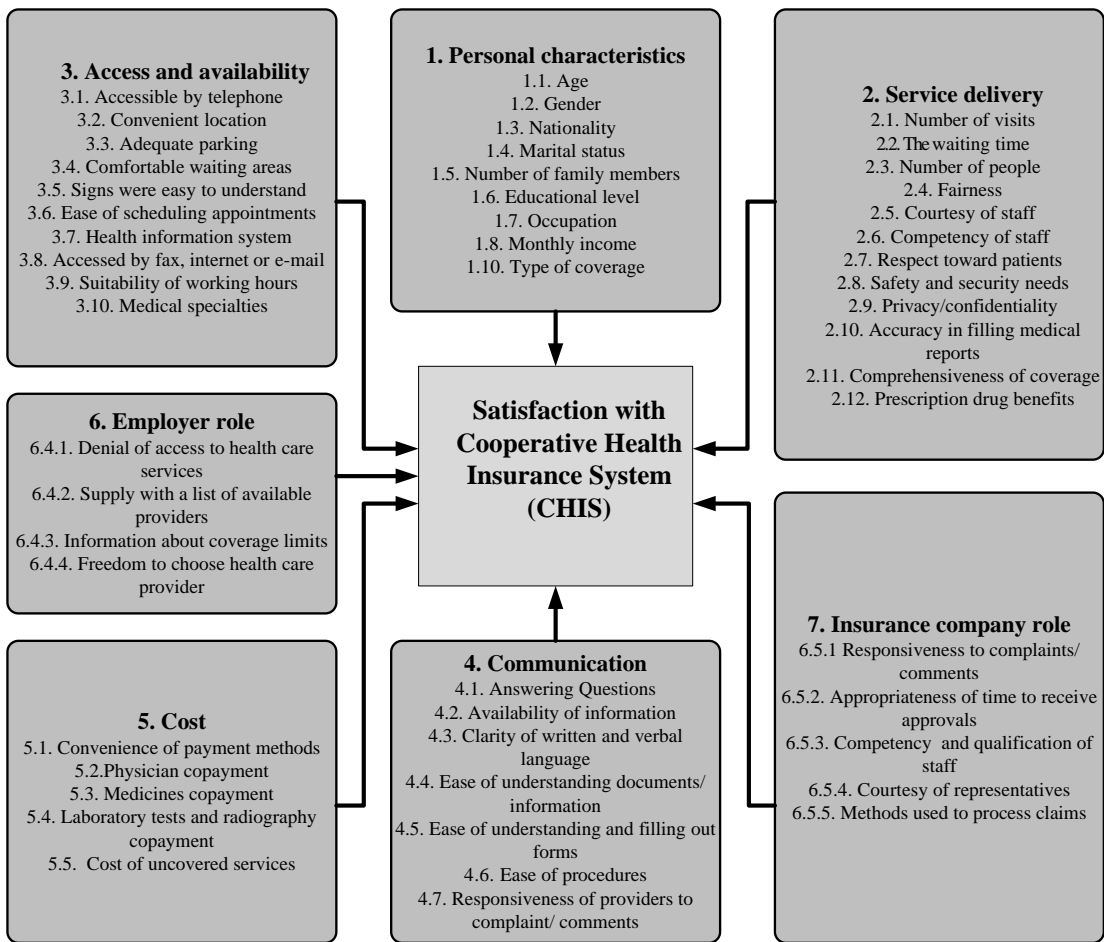 3. Access and availability
3.1. Accessible by telephone
3.2. Convenient location
3.3. Adequate parking
3.4. Comfortable waiting areas
3.5. Signs were easy to understand
3.6. Ease of scheduling appointments
3.7. Health information system
3.8. Accessed by fax, internet or e-mail
3.9. Suitability of working hours
3.10. Medical specialties
1. Personal characteristics
1.1. Age
1.2. Gender
1.3. Nationality
1.4. Marital status
1.5. Number of family members
1.6. Educational level
1.7. Occupation
1.8. Monthly income
1.10. Type of coverage
2. Service delivery
2.1. Number of visits
2.2. The waiting time
2.3. Number of people
2.4. Fairness
2.5. Courtesy of staff
2.6. Competency of staff
2.7. Respect toward patients
2.8. Safety and security needs
2.9. Privacy/confidentiality
2.10. Accuracy in filling medical
reports
2.11. Comprehensiveness of coverage
2.12. Prescription drug benefits
Satisfaction with
Cooperative Health
Insurance System
(CHIS)
6. Employer role
6.4.1. Denial of access to health care
services
6.4.2. Supply with a list of available
providers
6.4.3. Information about coverage limits
6.4.4. Freedom to choose health care
provider
5. Cost
5.1. Convenience of payment methods
5.2.Physician copayment
5.3. Medicines copayment
5.4. Laboratory tests and radiography
copayment
5.5. Cost of uncovered services
4. Communication
4.1. Answering Questions
4.2. Availability of information
4.3. Clarity of written and verbal
language
4.4. Ease of understanding documents/
information
4.5. Ease of understanding and filling out
forms
4.6. Ease of procedures
4.7. Responsiveness of providers to
complaint/ comments
7. Insurance company role
6.5.1 Responsiveness to complaints/
comments
6.5.2. Appropriateness of time to receive
approvals
6.5.3. Competency and qualification of
staff
6.5.4. Courtesy of representatives
6.5.5. Methods used to process claims